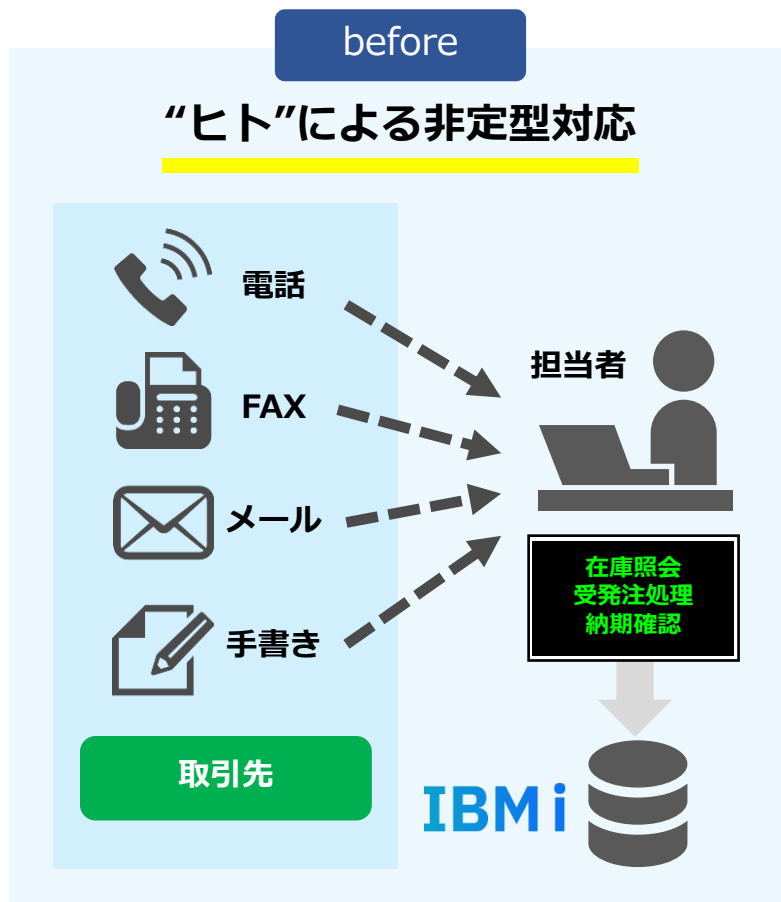 before
“ヒト”による非定型対応
電話
FAX
メール
手書き
取引先
担当者
在庫照会
受発注処理
納期確認
IBM i